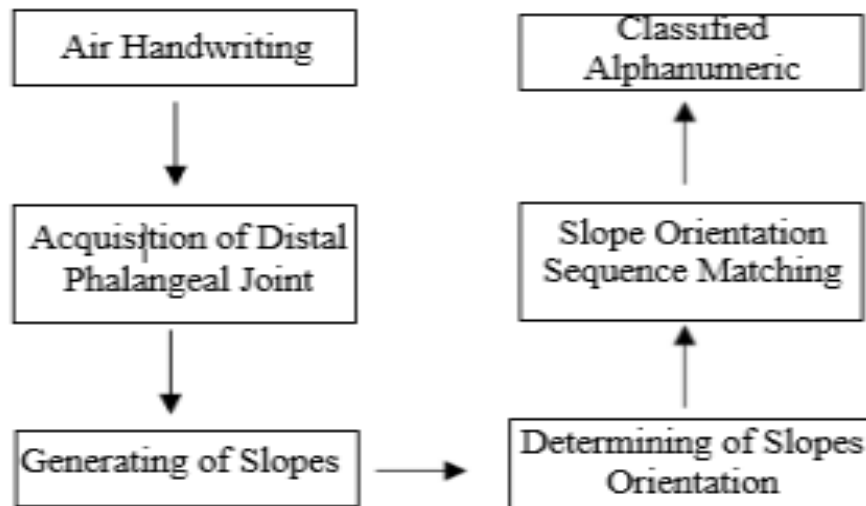 Air Handwriting
Acquisition of Distal
Phalangeal Joint
Generating of Slopes
Determining of Slopes
Orientation
Slope Orientation
Sequence Matching
Classified
Alphanumeric